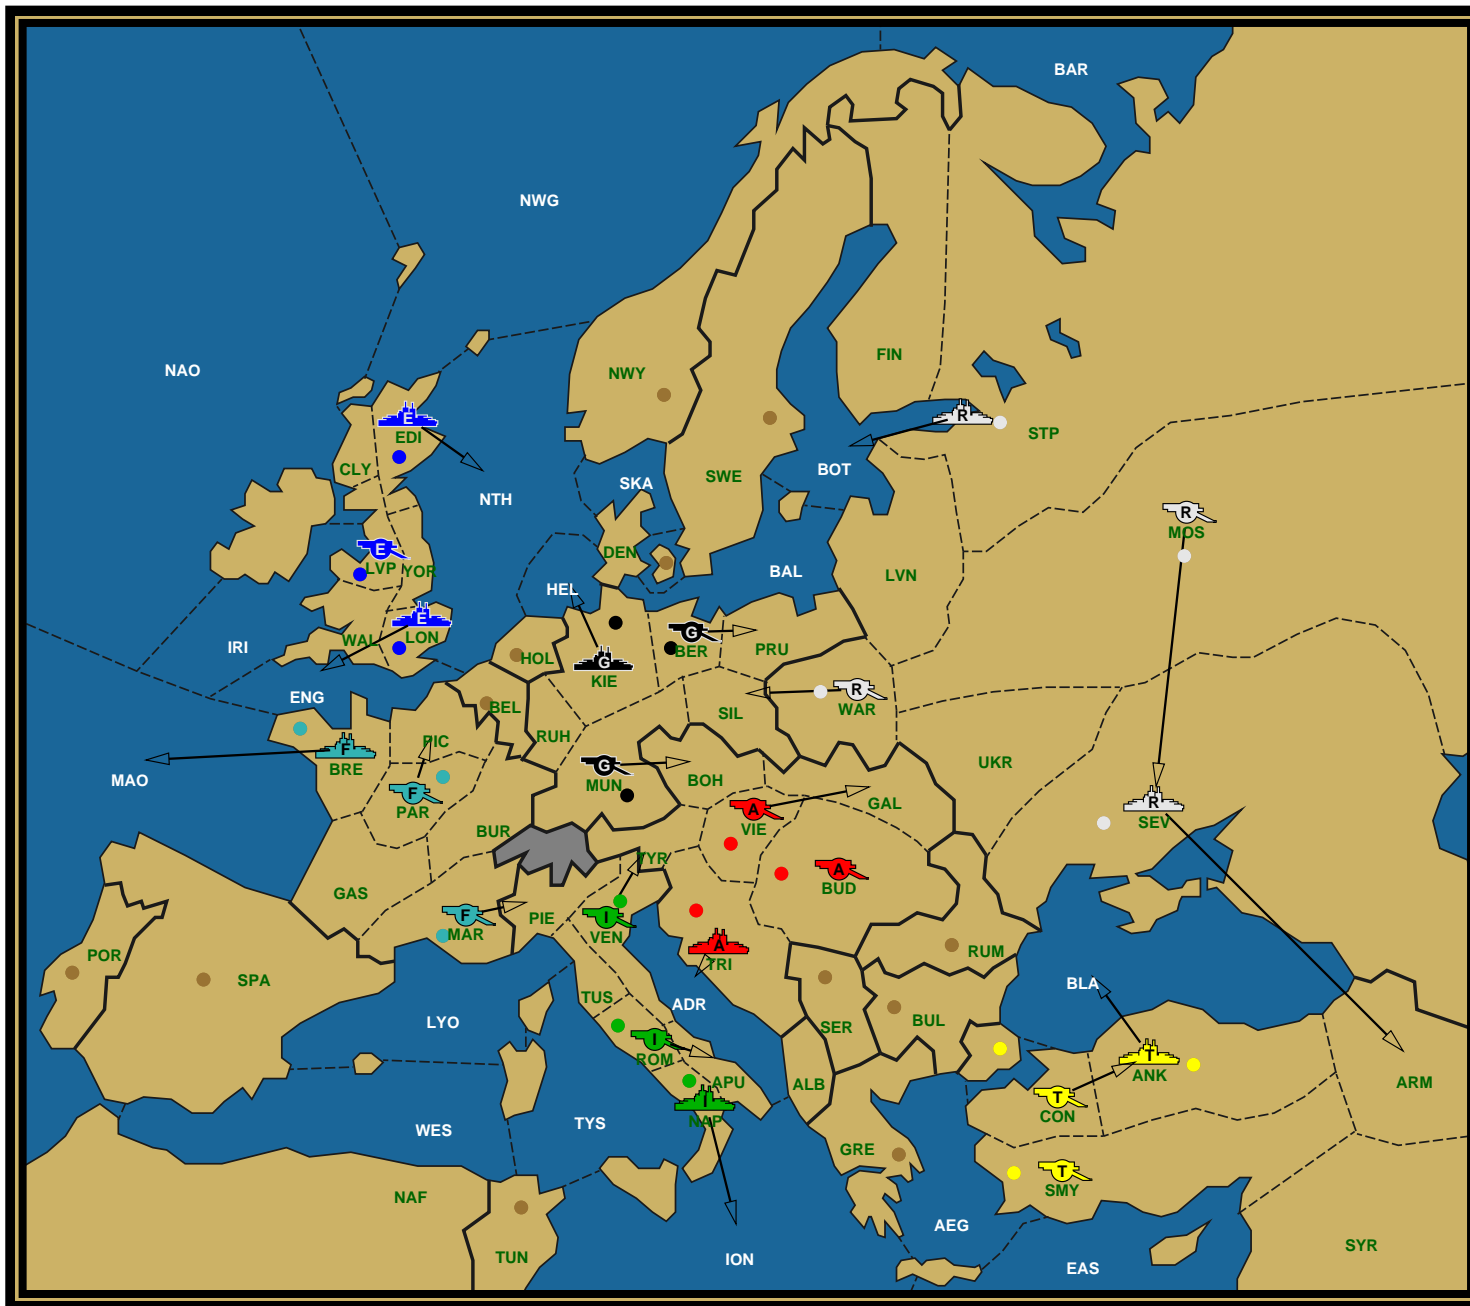 BAR
NWG
NAO
FIN
NWY
E
R
EDI
STP
CLY
BOT
SWE
SKA
NTH
R
MOS
E
DEN
LVP
YOR
BAL
LVN
HEL
E
G
WAL
LON
IRI
BER
PRU
HOL
G
KIE
R
ENG
BEL
SIL
WAR
RUH
PIC
F
BRE
G
UKR
MAO
BOH
MUN
F
PAR
A
GAL
R
VIE
SEV
BUR
TYR
A
BUD
GAS
F
I
PIE
MAR
VEN
A
POR
RUM
TRI
SPA
BLA
TUS
ADR
LYO
BUL
SER
I
ROM
T
ANK
APU
ALB
ARM
T
I
CON
NAP
TYS
WES
GRE
T
SMY
NAF
AEG
SYR
TUN
ION
EAS